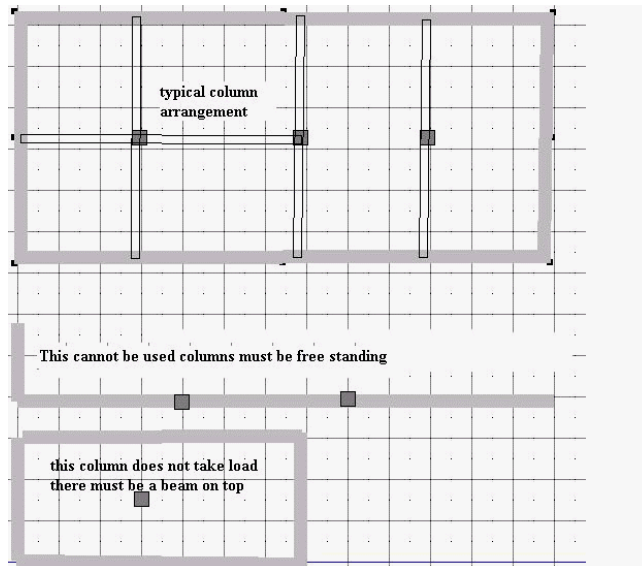 typical column
arrangement
This cannot be used columns must be free standing
this column does not take load
there must be a beam on top